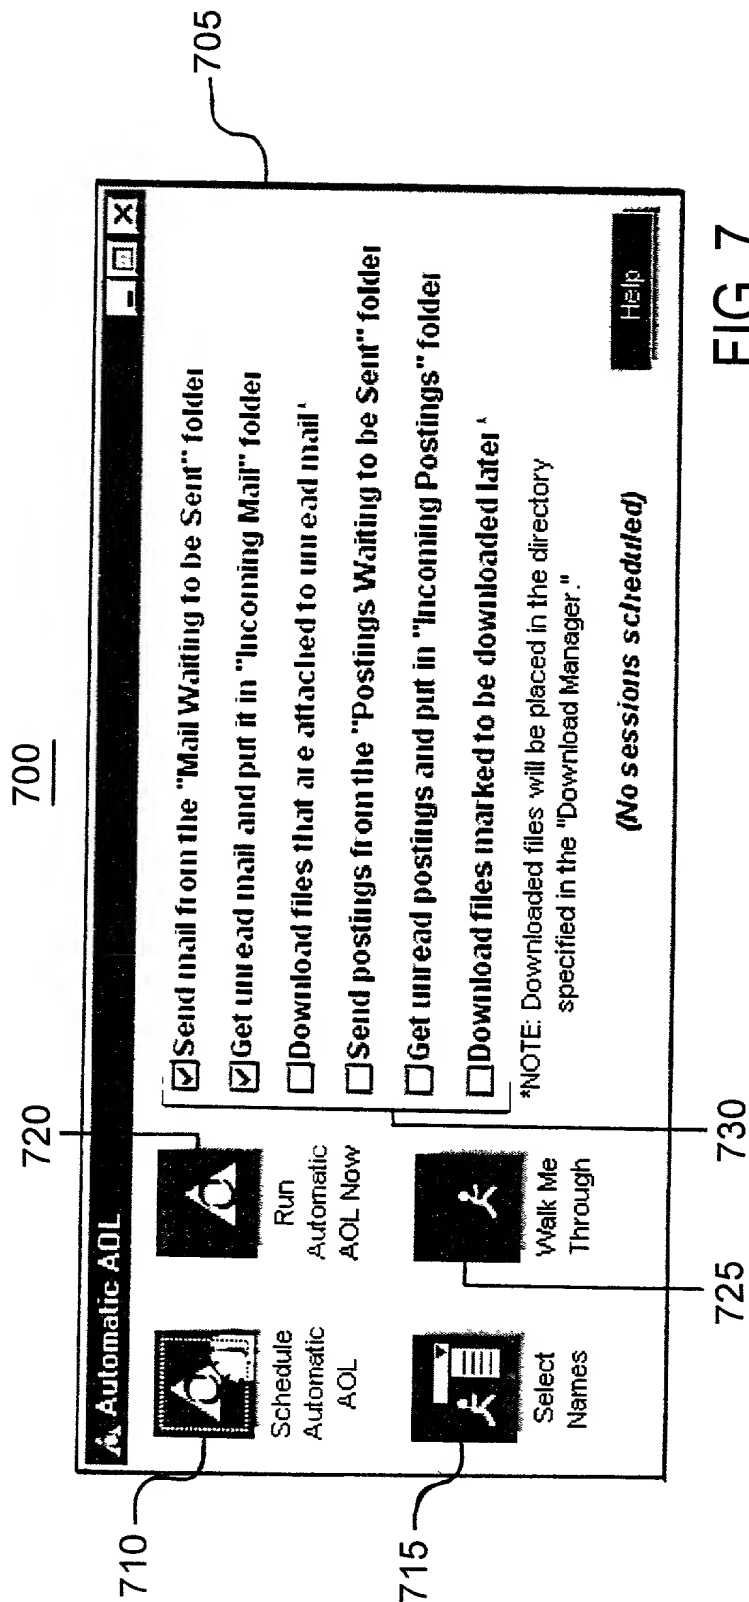 700
705
Automatic AOL
710
Schedule
Automatic
AOL
720
Run
Automatic
AOL Now
715
Select
Names
725
Walk Me
Through
Send mail from the "Mail Waiting to be Sent" folder
Get unread mail and put it in "Incoming Mail" folder
Download files that are attached to unread mail*
Send postings from the "Postings Waiting to be Sent" folder
Get unread postings and put in "Incoming Postings" folder
Download files marked to be downloaded later *
730
*NOTE: Downloaded files will be placed in the directory
specified in the "Download Manager."
(No sessions scheduled)
Help
FIG. 7